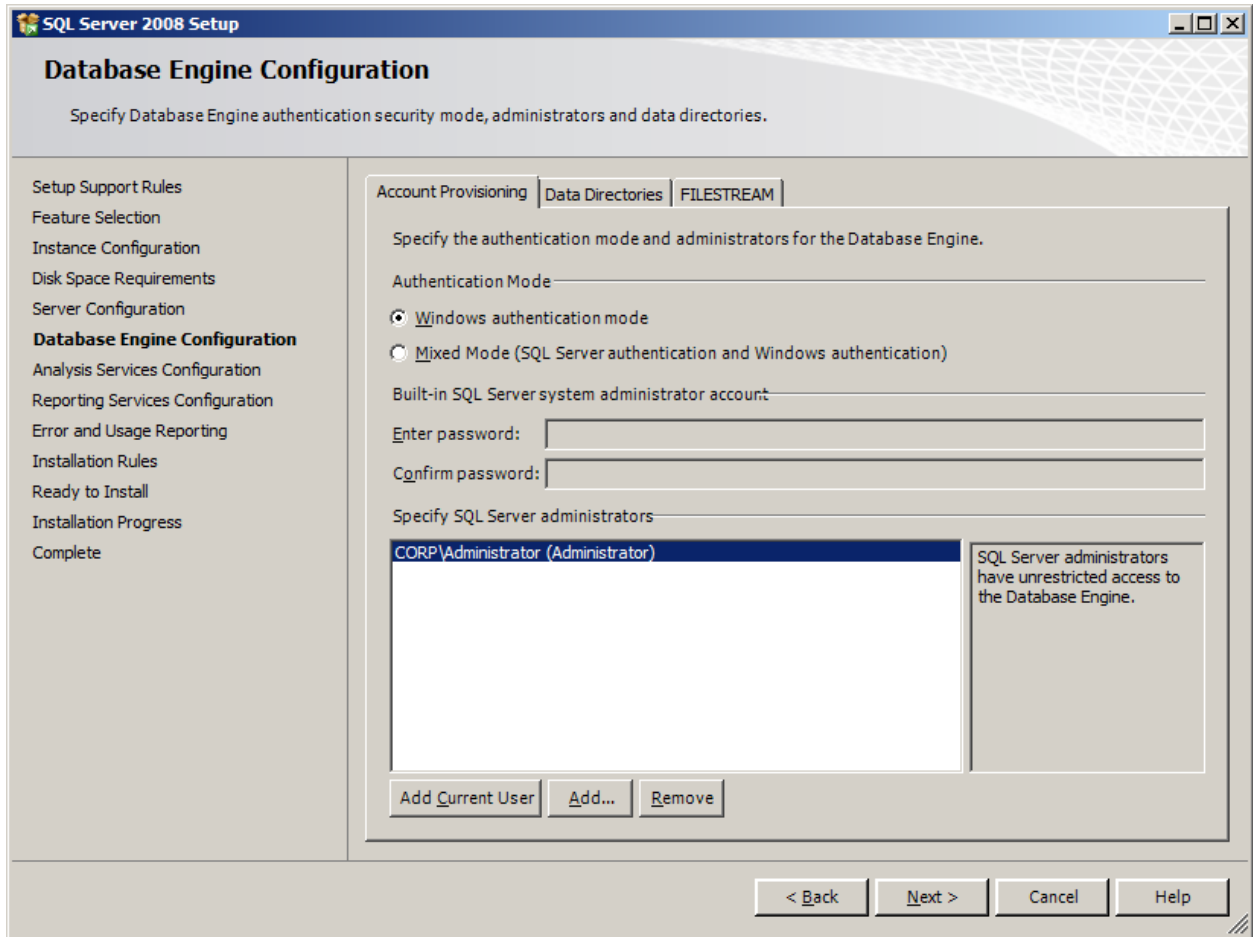 SQL Server 2008 Setup
Database Engine Configuration
Specify Database Engine authentication security mode, administrators and data directories.
Setup Support Rules
Feature Selection
Instance Configuration
Disk Space Requirements
Server Configuration
Database Engine Configuration
Analysis Services Configuration
Reporting Services Configuration
Error and Usage Reporting
Installation Rules
Ready to Install
Installation Progress
Complete
Account Provisioning Data Directories FILESTREAM
Specify the authentication mode and administrators for the Database Engine.
Authentication Mode
Windows authentication mode
Mixed Mode (SQL Server authentication and Windows authentication)
Built-in SQL Server system administrator account
Enter password:
Confirm password:
Specify SQL Server administrators
CORP\Administrator (Administrator)
SQL Server administrators
have unrestricted access to
the Database Engine.
Add Current User Add... Remove
< Back Next > Cancel Help